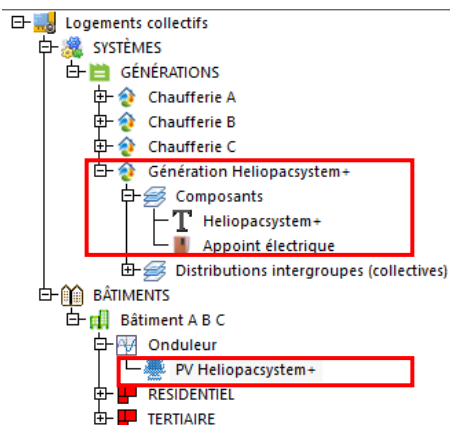 Logements collectifs
SYSTÈMES
GÉNÉRATIONS
Chaufferie A
Chaufferie B
Chaufferie C
Génération Heliopacsystem+
Composants
Heliopacsystem+
Appoint électrique
Distributions intergroupes (collectives)
BÂTIMENTS
Bâtiment A B C
Onduleur
PV Heliopacsystem+
RESIDENTIEL
TERTIAIRE